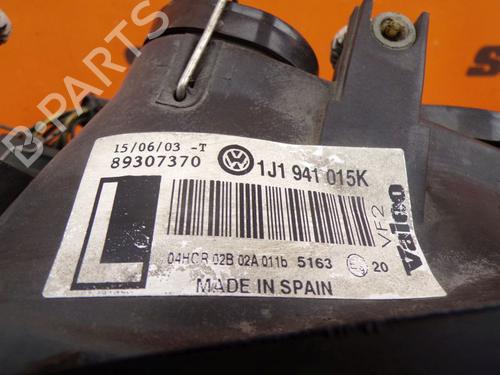 15/06/03 -T
89307370
1J1 941 015K
L
04HCR 02B 02A 011b 5163
20
MADE IN SPAIN
VF2
Valeo
B-Parts